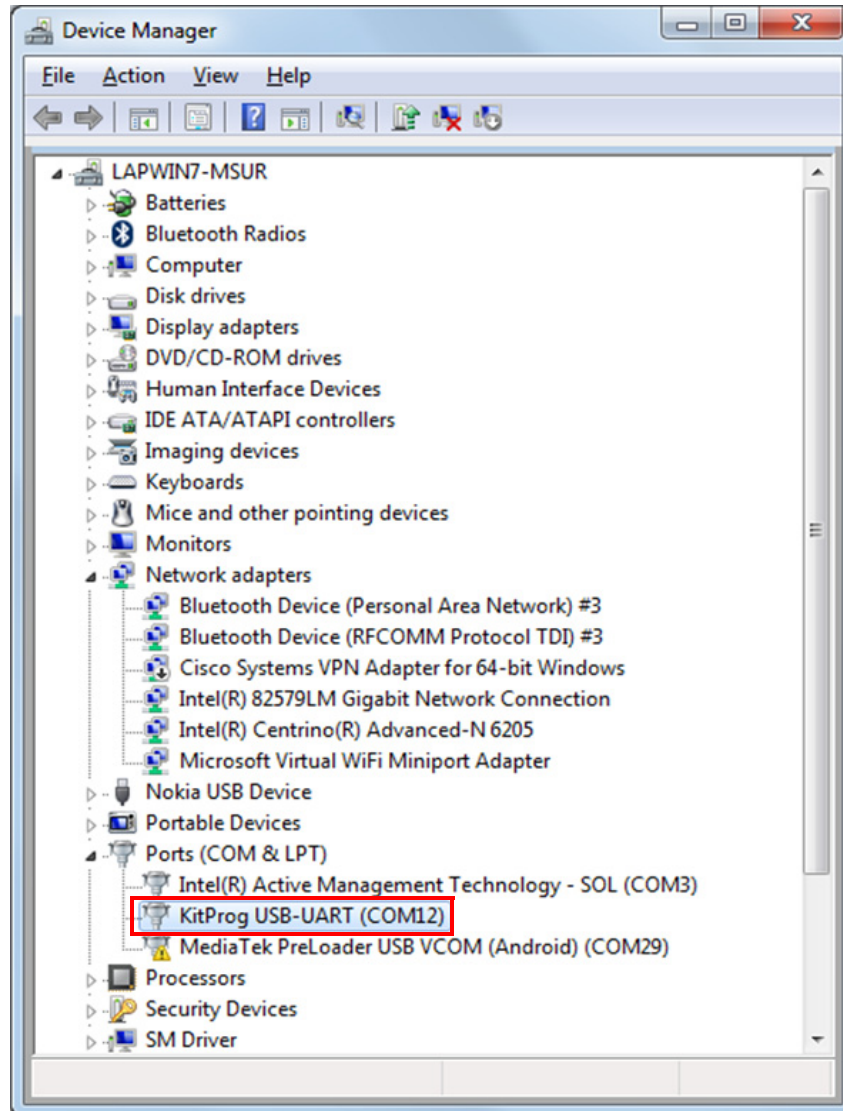 Device Manager
File Action View Help
LAPWIN7-MSUR
Batteries
Bluetooth Radios
Computer
Disk drives
Display adapters
DVD/CD-ROM drives
Human Interface Devices
IDE ATA/ATAPI controllers
Imaging devices
Keyboards
Mice and other pointing devices
Monitors
Network adapters
Bluetooth Device (Personal Area Network) #3
Bluetooth Device (RFCOMM Protocol TDI) #3
Cisco Systems VPN Adapter for 64-bit Windows
Intel(R) 82579LM Gigabit Network Connection
Intel(R) Centrino(R) Advanced-N 6205
Microsoft Virtual WiFi Miniport Adapter
Nokia USB Device
Portable Devices
Ports (COM & LPT)
Intel(R) Active Management Technology - SOL (COM3)
KitProg USB-UART (COM12)
MediaTek PreLoader USB VCOM (Android) (COM29)
Processors
Security Devices
SM Driver